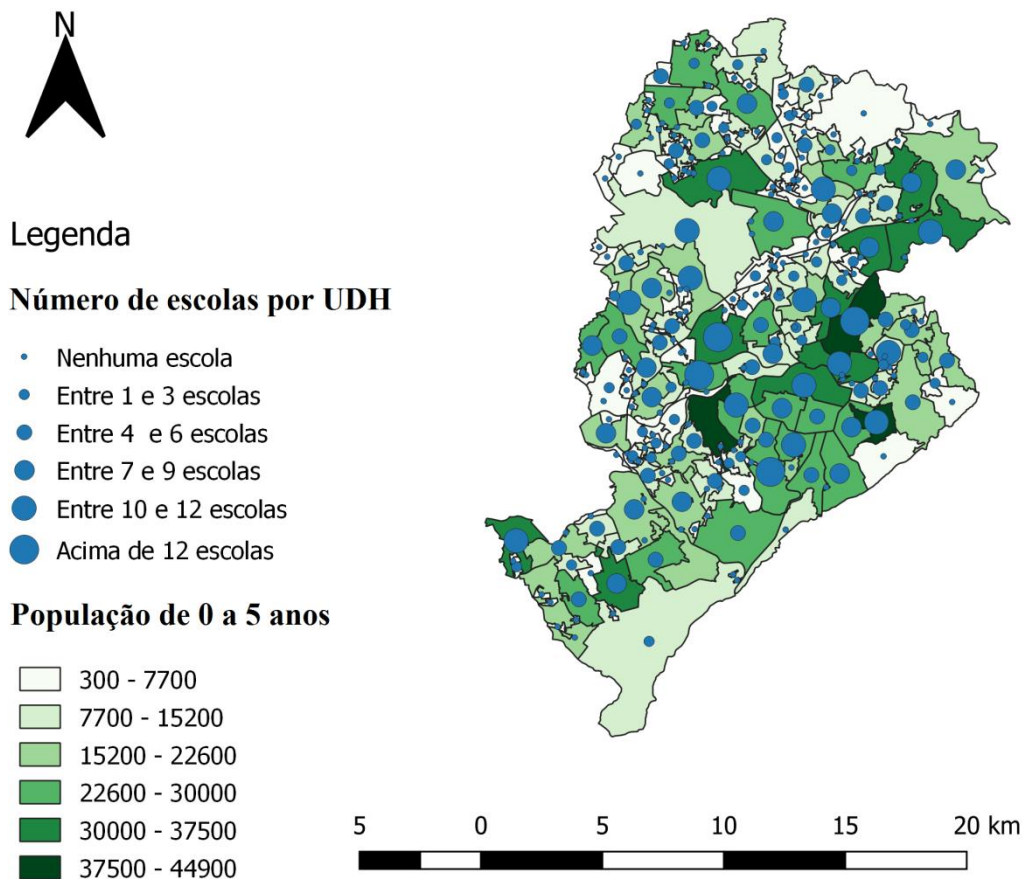 N
Legenda
Número de escolas por UDH
Nenhuma escola
Entre 1 e 3 escolas
Entre 4 e 6 escolas
Entre 7 e 9 escolas
Entre 10 e 12 escolas
Acima de 12 escolas
População de 0 a 5 anos
300 - 7700
7700 - 15200
15200 - 22600
22600 - 30000
30000 - 37500
37500 - 44900
5 0 5 10 15 20 km